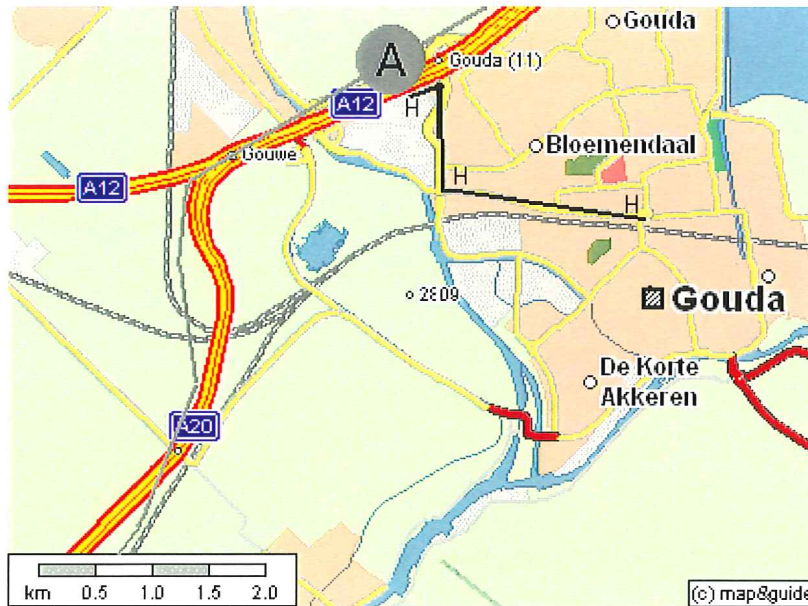 Gouda
A
Gouda (11)
A12
H
Bloemendaal
Gouwe
A12
H
H
2809
Gouda
De Korte
Akkeren
A20
km 0.5 1.0 1.5 2.0
(c) map&guide